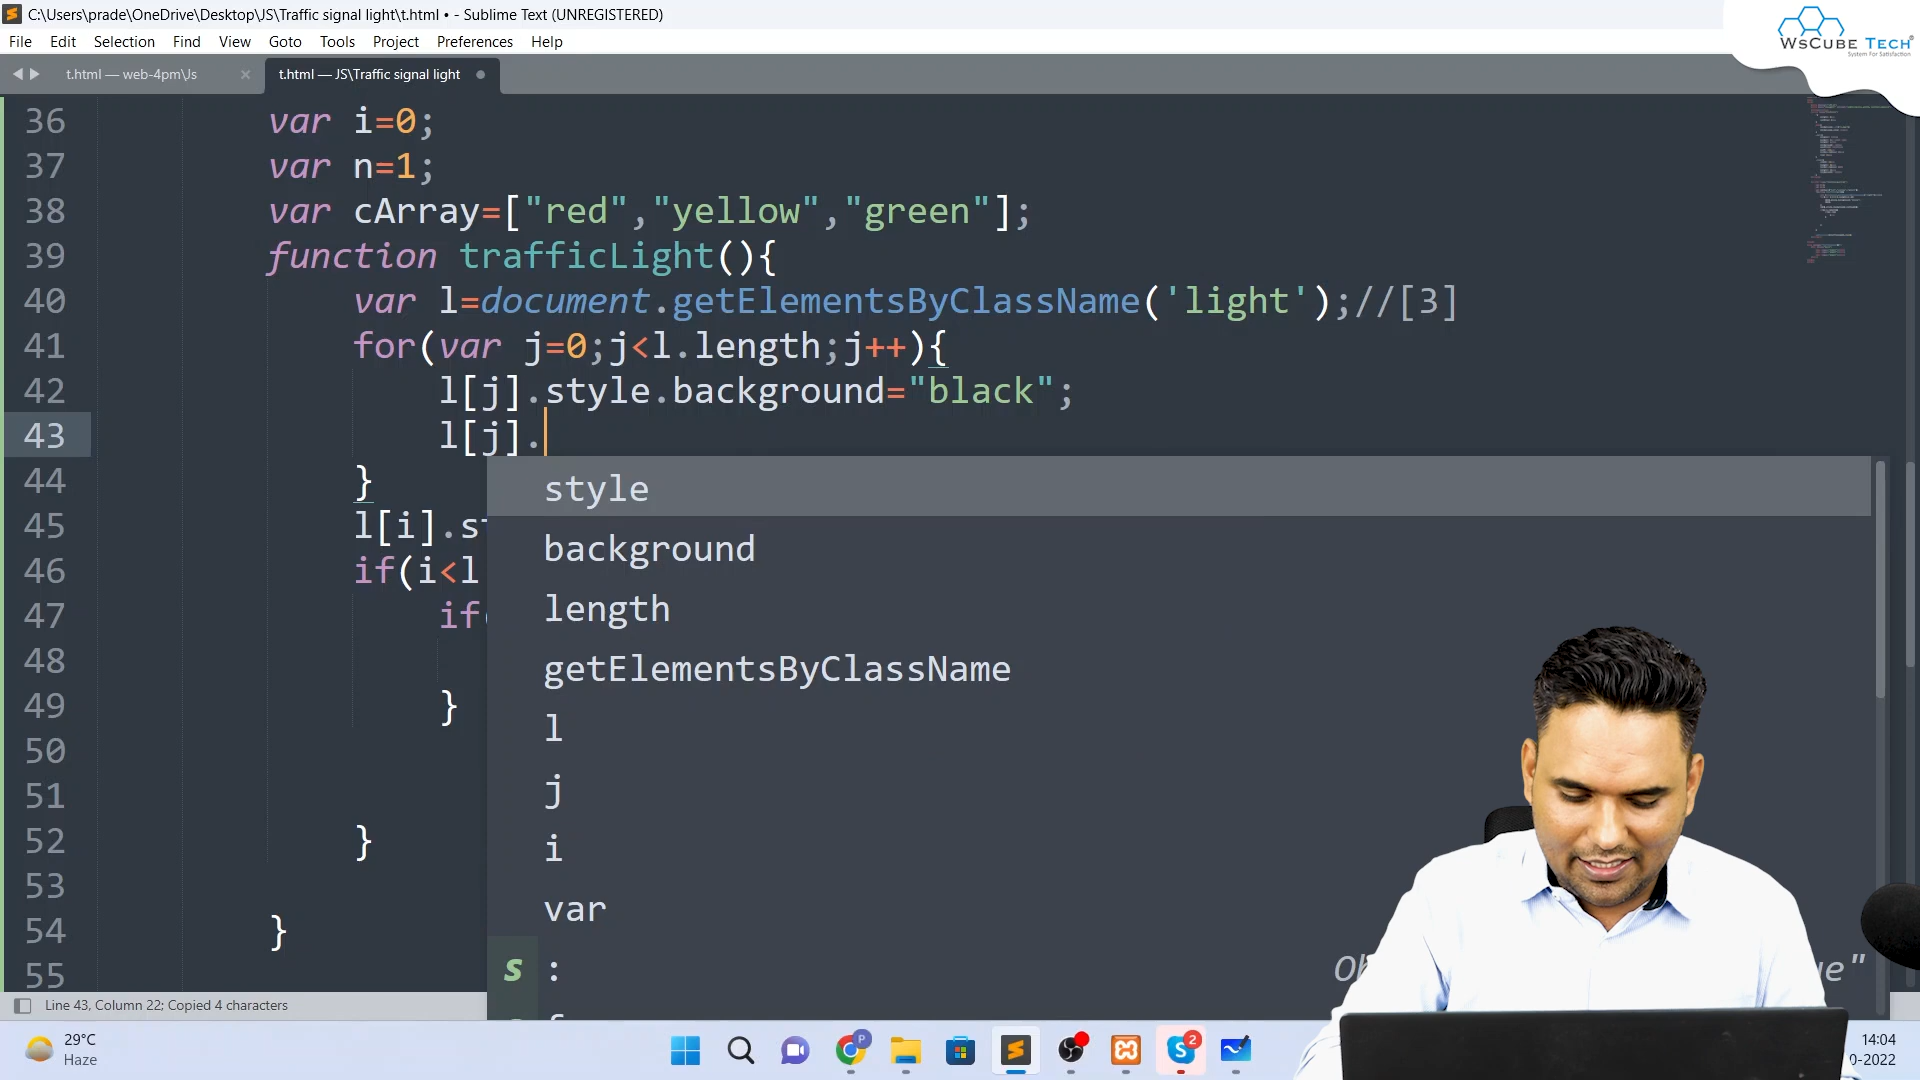 C:\Users\prade\OneDrive\Desktop\JS\Traffic signal light\t.html • - Sublime Text (UNREGISTERED)
File Edit Selection Find View Goto Tools Project Preferences Help
WsCube Tech®
System For Satisfaction
t.html — web-4pm\Js × t.html — JS\Traffic signal light
36 var i=0;
37 var n=1;
38 var cArray=["red","yellow","green"];
39 function trafficLight(){
40 var l=document.getElementsByClassName('light');//[3]
41 for(var j=0;j<l.length;j++){
42 l[j].style.background="black";
43 l[j].
44 }
style
45 l[i].st
background
46 if(i<l
length
47 if(
48
getElementsByClassName
49 }
l
50
j
51
i
52 }
var
53
54 }
s :
55
Line 43, Column 22; Copied 4 characters
29°C
Haze
P
2
14:04
0-2022